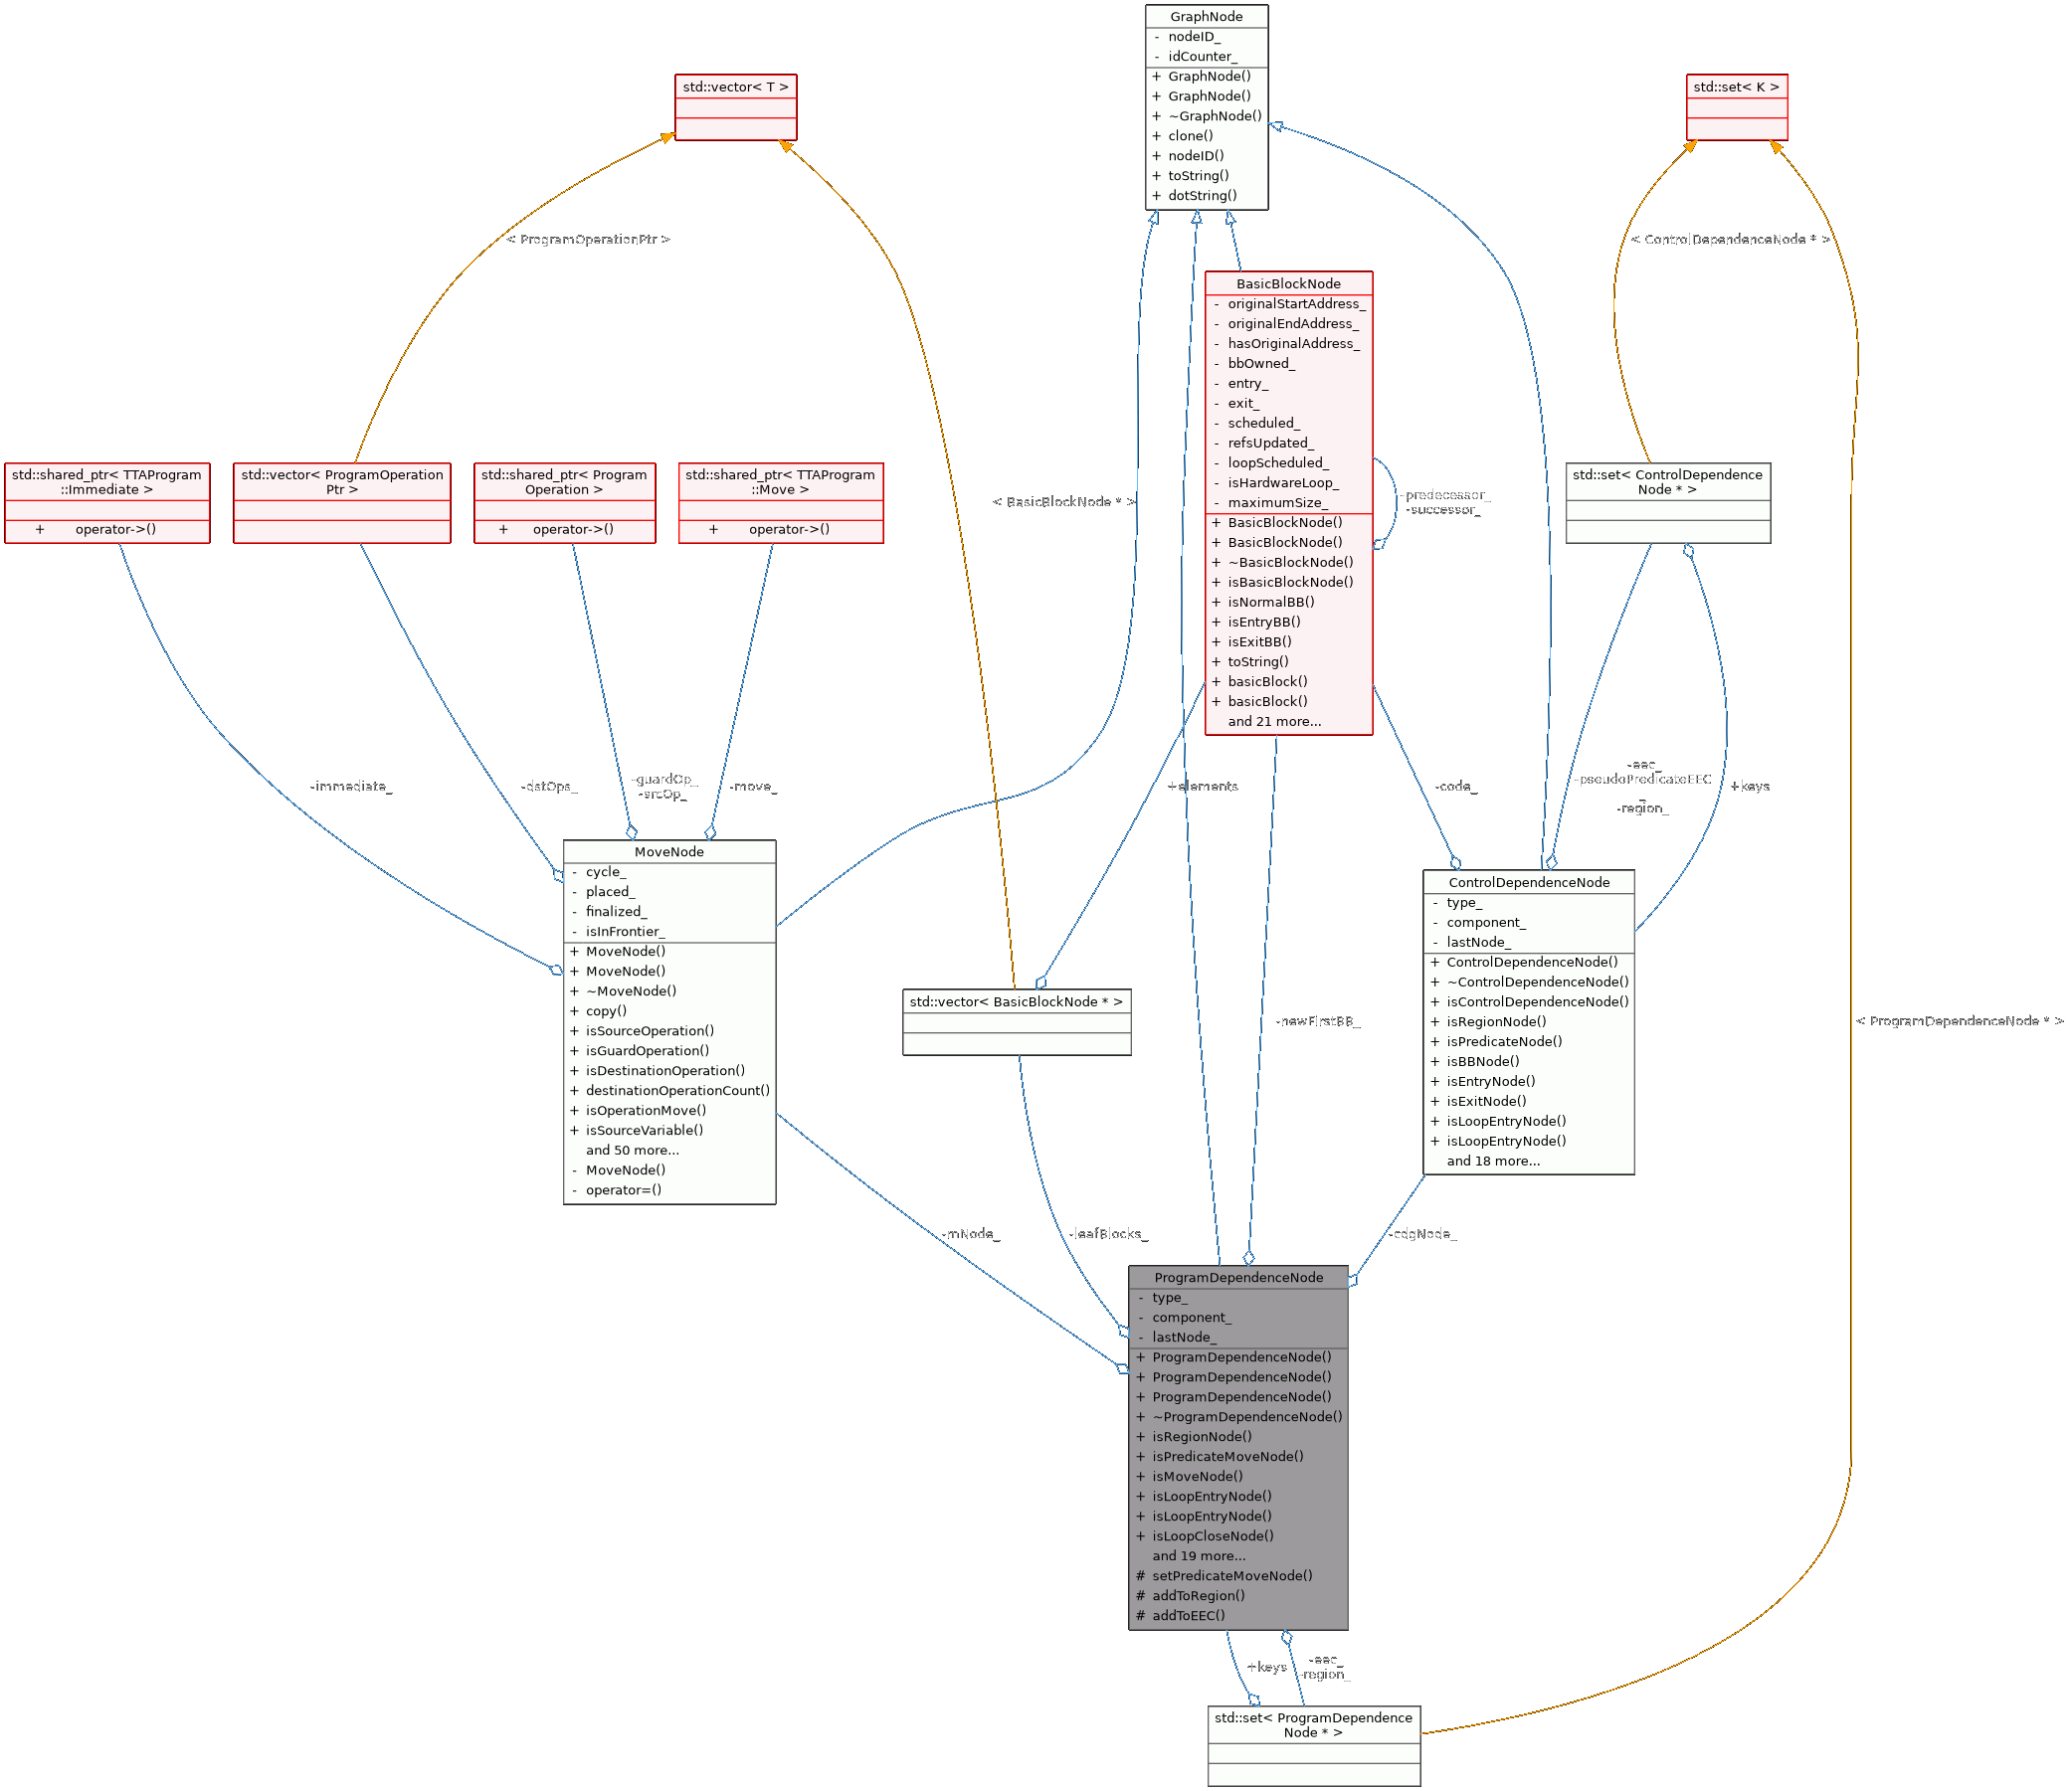 GraphNode
- nodeID_
- idCounter_
+ GraphNode()
+ GraphNode()
+ ~GraphNode()
+ clone()
+ nodeID()
+ toString()
+ dotString()
std::vector< T >
std::set< K >
< ProgramOperationPtr >
< ControlDependenceNode * >
BasicBlockNode
- originalStartAddress_
- originalEndAddress_
- hasOriginalAddress_
- bbOwned_
- entry_
- exit_
- scheduled_
- refsUpdated_
- loopScheduled_
- isHardwareLoop_
- maximumSize_
+ BasicBlockNode()
+ BasicBlockNode()
+ ~BasicBlockNode()
+ isBasicBlockNode()
+ isNormalBB()
+ isEntryBB()
+ isExitBB()
+ toString()
+ basicBlock()
+ basicBlock()
and 21 more...
-predecessor_
-successor_
std::shared_ptr< TTAProgram
::Immediate >
+ operator->()
std::vector< ProgramOperation
Ptr >
std::shared_ptr< Program
Operation >
+ operator->()
std::shared_ptr< TTAProgram
::Move >
+ operator->()
< BasicBlockNode * >
std::set< ControlDependence
Node * >
-immediate_
-dstOps_
-guardOp_
-srcOp_
-move_
+elements
-code_
-eec_
-pseudoPredicateEEC
_
-region_
+keys
MoveNode
- cycle_
- placed_
- finalized_
- isInFrontier_
+ MoveNode()
+ MoveNode()
+ ~MoveNode()
+ copy()
+ isSourceOperation()
+ isGuardOperation()
+ isDestinationOperation()
+ destinationOperationCount()
+ isOperationMove()
+ isSourceVariable()
and 50 more...
- MoveNode()
- operator=()
std::vector< BasicBlockNode * >
-newFirstBB_
ControlDependenceNode
- type_
- component_
- lastNode_
+ ControlDependenceNode()
+ ~ControlDependenceNode()
+ isControlDependenceNode()
+ isRegionNode()
+ isPredicateNode()
+ isBBNode()
+ isEntryNode()
+ isExitNode()
+ isLoopEntryNode()
+ isLoopEntryNode()
and 18 more...
< ProgramDependenceNode * >
-mNode_
-leafBlocks_
-cdgNode_
ProgramDependenceNode
- type_
- component_
- lastNode_
+ ProgramDependenceNode()
+ ProgramDependenceNode()
+ ProgramDependenceNode()
+ ~ProgramDependenceNode()
+ isRegionNode()
+ isPredicateMoveNode()
+ isMoveNode()
+ isLoopEntryNode()
+ isLoopEntryNode()
+ isLoopCloseNode()
and 19 more...
# setPredicateMoveNode()
# addToRegion()
# addToEEC()
+keys
-eec_
-region_
std::set< ProgramDependence
Node * >